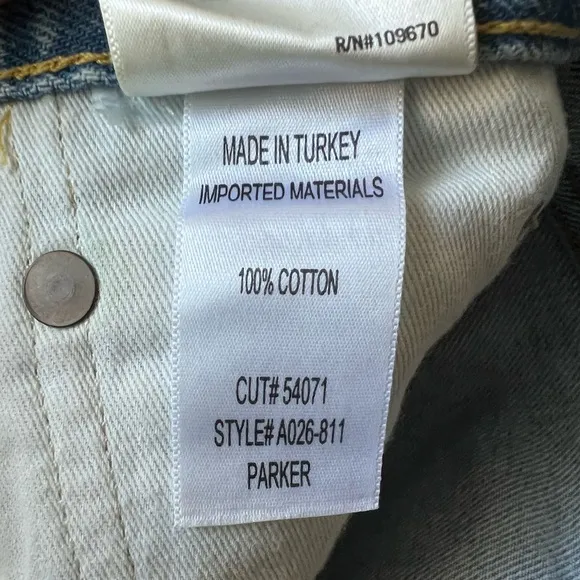 R/N#109670
MADE IN TURKEY
IMPORTED MATERIALS
100% COTTON
CUT# 54071
STYLE# A026-811
PARKER